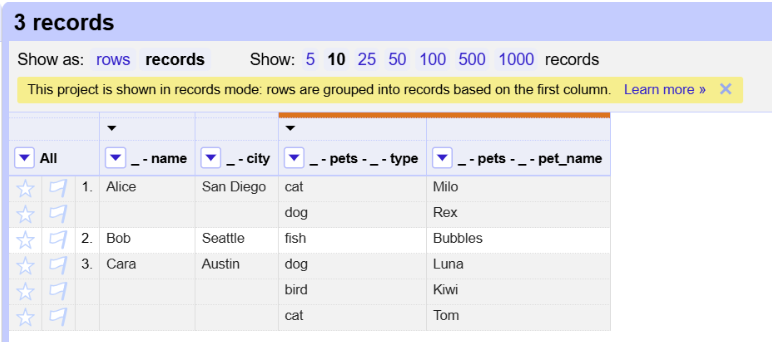 3 records
Show as: rows records Show: 5 10 25 50 100 500 1000 records
This project is shown in records mode: rows are grouped into records based on the first column. Learn more »
All _ - name _ - city _ - pets - _ - type _ - pets - _ - pet_name
1. Alice San Diego cat Milo
dog Rex
2. Bob Seattle fish Bubbles
3. Cara Austin dog Luna
bird Kiwi
cat Tom